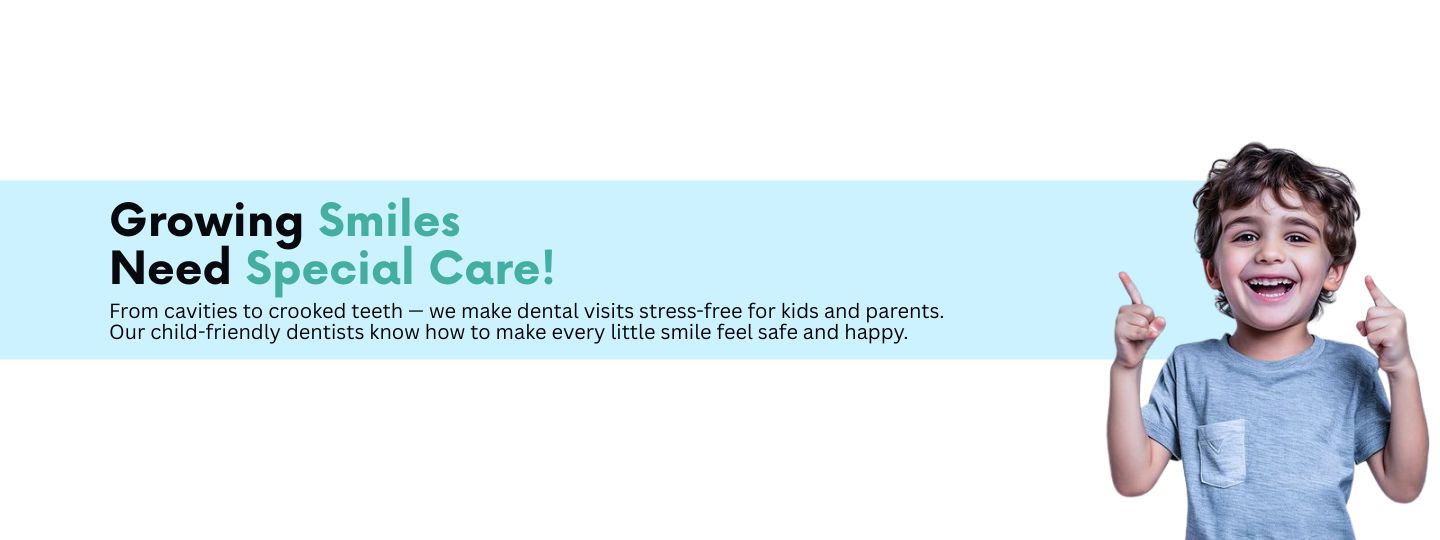 Growing Smiles
Need Special Care!
From cavities to crooked teeth — we make dental visits stress-free for kids and parents.
Our child-friendly dentists know how to make every little smile feel safe and happy.